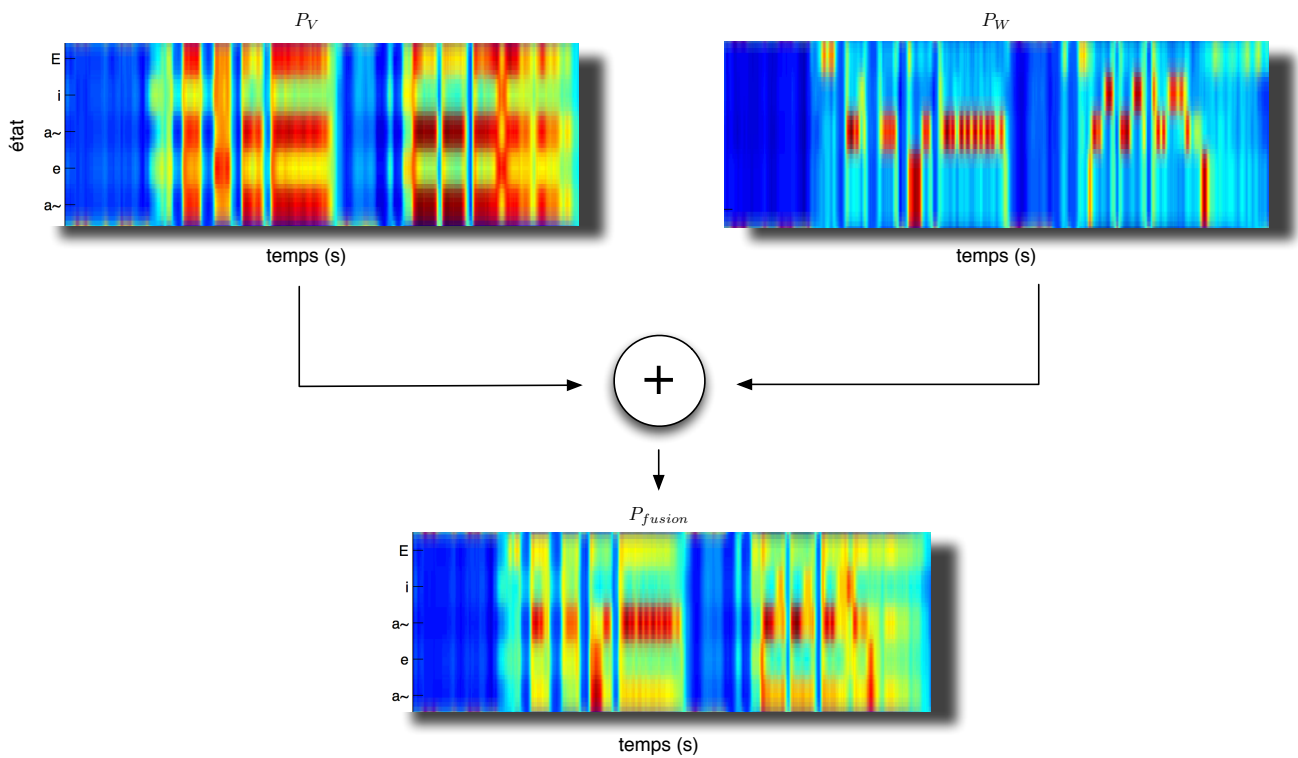 P_V
P_W
E
i
a~
e
a~
état
temps (s)
temps (s)
+
P_fusion
E
i
a~
e
a~
temps (s)